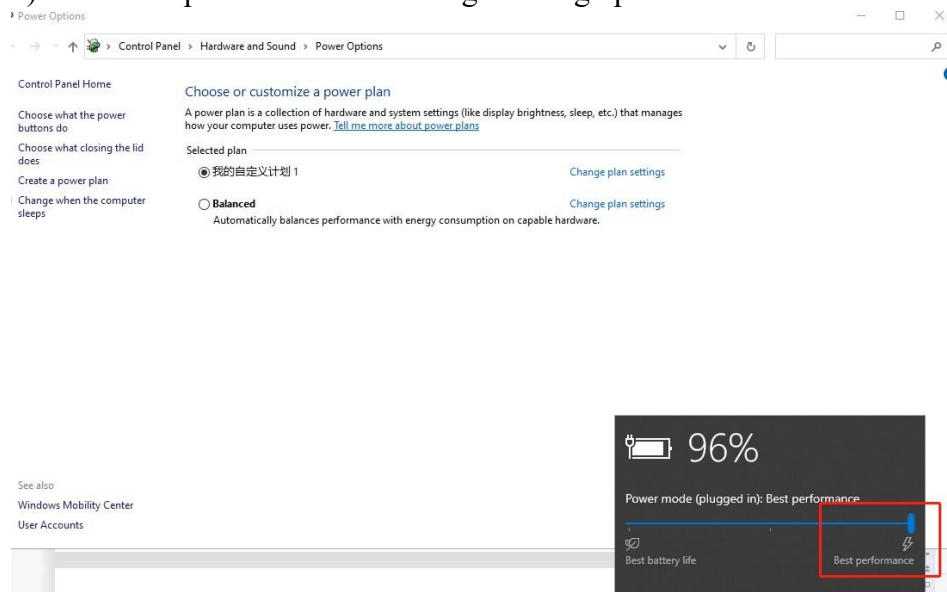 Power Options
Control Panel > Hardware and Sound > Power Options
Control Panel Home
Choose what the power
buttons do
Choose what closing the lid
does
Create a power plan
Change when the computer
sleeps
Choose or customize a power plan
A power plan is a collection of hardware and system settings (like display brightness, sleep, etc.) that manages
how your computer uses power. Tell me more about power plans
Selected plan
我的自定义计划 1 Change plan settings
Balanced Change plan settings
Automatically balances performance with energy consumption on capable hardware.
See also
Windows Mobility Center
User Accounts
96%
Power mode (plugged in): Best performance
Best battery life Best performance